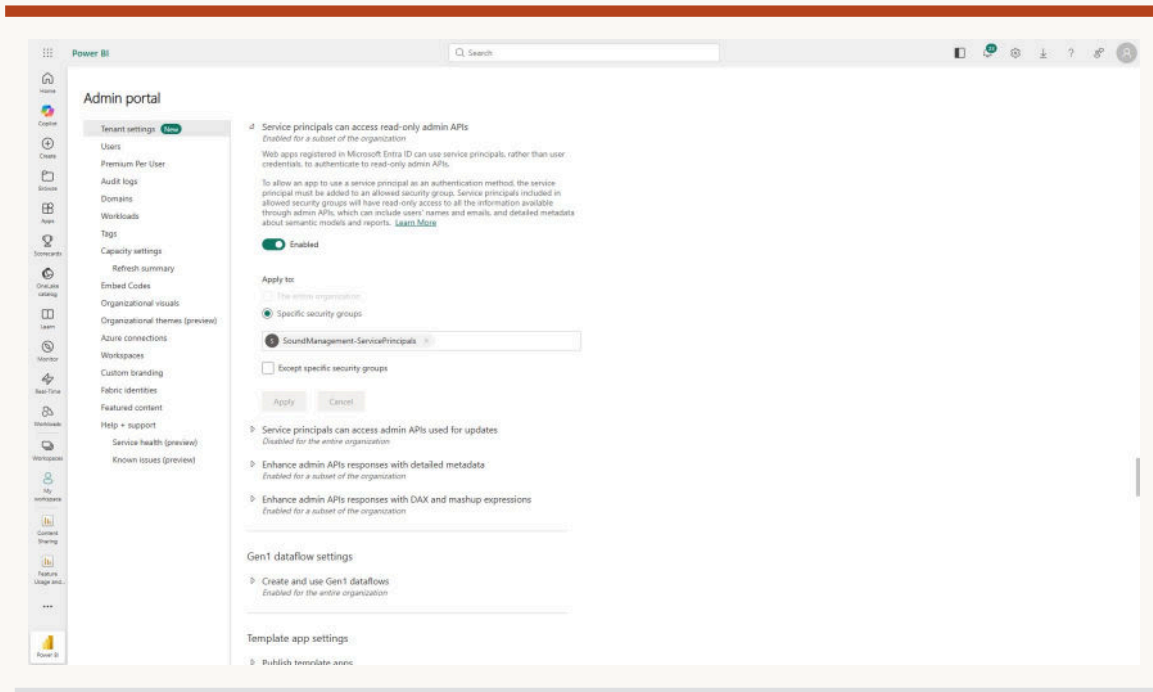 Power BI
Search
Home
Copilot
Create
Browse
Apps
Scorecards
OneLake
catalog
Learn
Monitor
Real-Time
Workloads
Workspaces
My
workspace
Content
Sharing
Feature
Usage and...
Power BI
Admin portal
Tenant settings New
Users
Premium Per User
Audit logs
Domains
Workloads
Tags
Capacity settings
Refresh summary
Embed Codes
Organizational visuals
Organizational themes (preview)
Azure connections
Workspaces
Custom branding
Fabric identities
Featured content
Help + support
Service health (preview)
Known issues (preview)
Service principals can access read-only admin APIs
Enabled for a subset of the organization
Web apps registered in Microsoft Entra ID can use service principals, rather than user
credentials, to authenticate to read-only admin APIs.
To allow an app to use a service principal as an authentication method, the service
principal must be added to an allowed security group. Service principals included in
allowed security groups will have read-only access to all the information available
through admin APIs, which can include users' names and emails, and detailed metadata
about semantic models and reports. Learn More
Enabled
Apply to:
The entire organization
Specific security groups
S SoundManagement-ServicePrincipals ×
Except specific security groups
Apply Cancel
Service principals can access admin APIs used for updates
Disabled for the entire organization
Enhance admin APIs responses with detailed metadata
Enabled for a subset of the organization
Enhance admin APIs responses with DAX and mashup expressions
Enabled for a subset of the organization
Gen1 dataflow settings
Create and use Gen1 dataflows
Enabled for the entire organization
Template app settings
Publish template apps